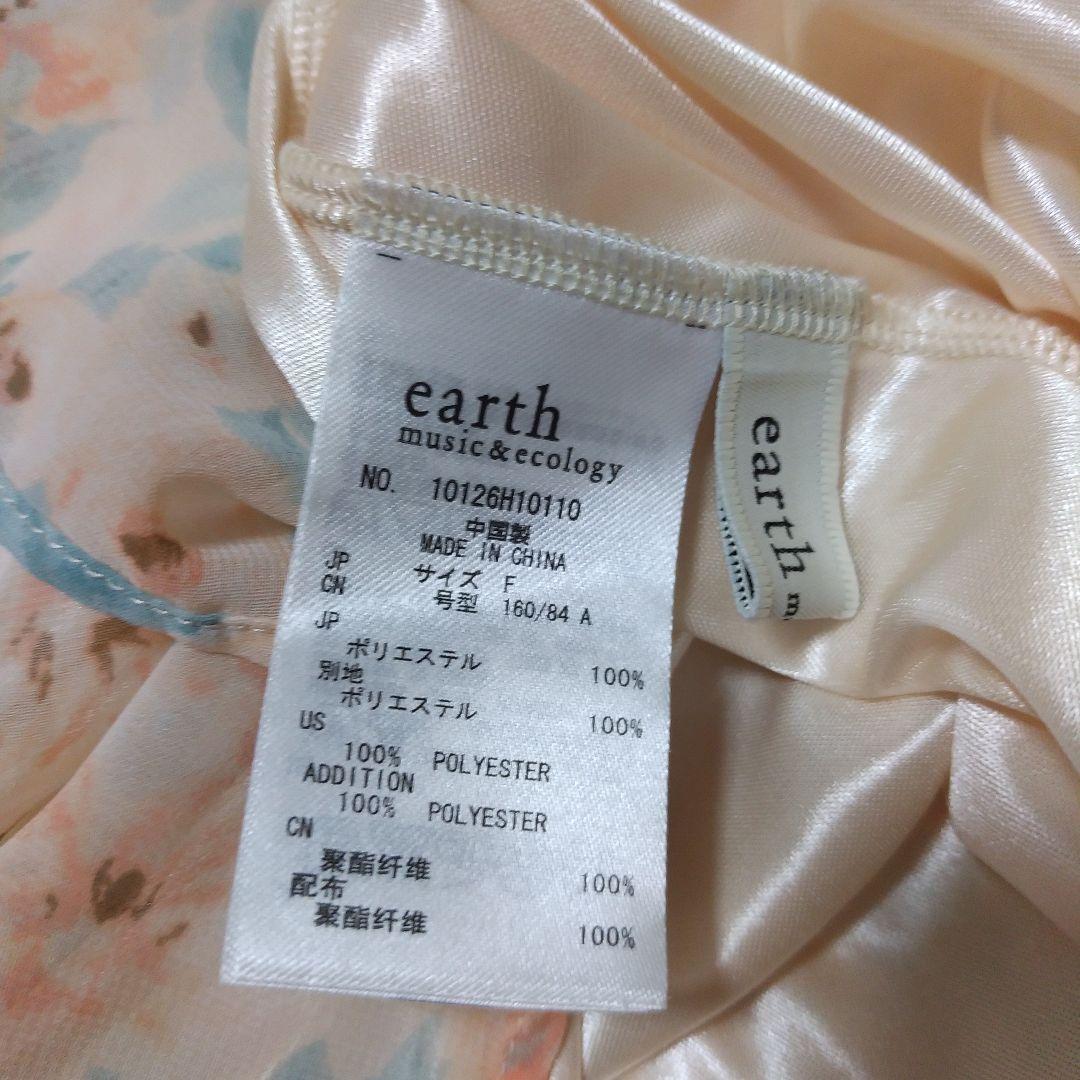 earth
music&ecology
NO. 10126H10110
中国製
MADE IN CHINA
JP サイズ F
CN 号型 160/84 A
JP
ポリエステル 100%
別地
ポリエステル 100%
US
100% POLYESTER
ADDITION
100% POLYESTER
CN
聚酯纤维 100%
配布
聚酯纤维 100%
earth m